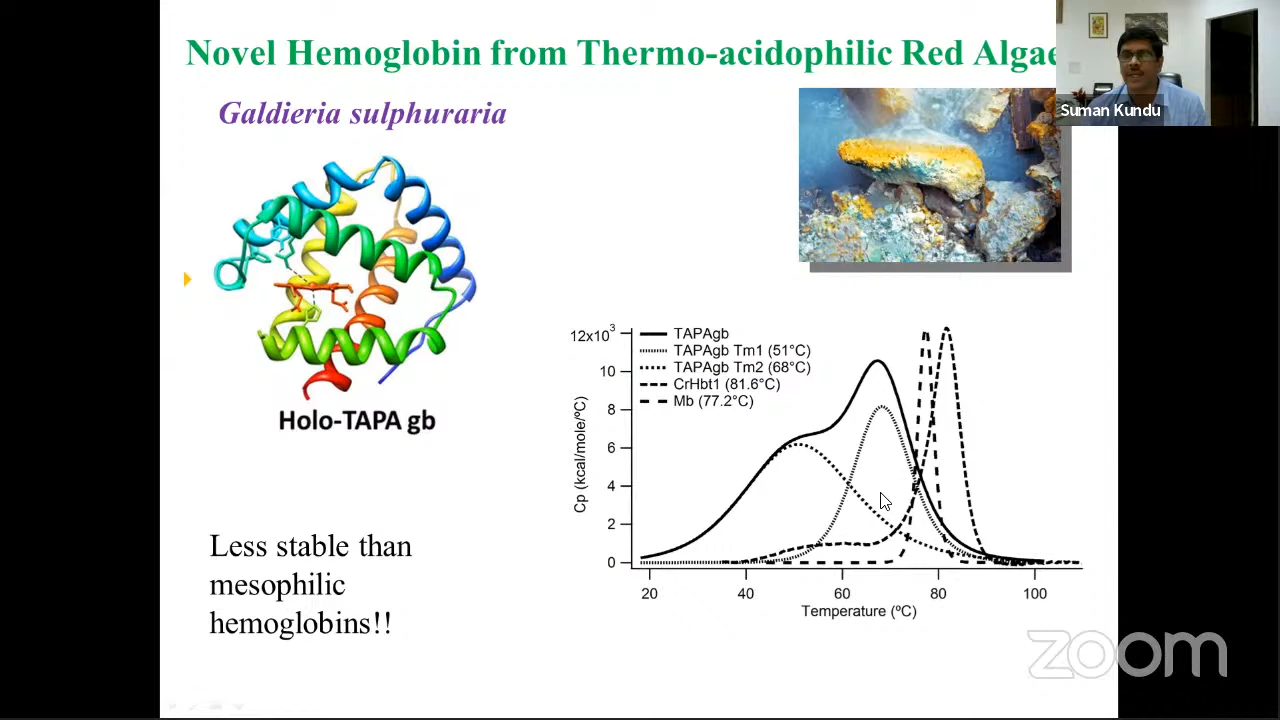 Novel Hemoglobin from Thermo-acidophilic Red Algae
Suman Kundu
Galdieria sulphuraria
Holo-TAPA gb
Less stable than
mesophilic
hemoglobins!!
TAPAgb
TAPAgb Tm1 (51°C)
TAPAgb Tm2 (68°C)
CrHbt1 (81.6°C)
Mb (77.2°C)
12x10³
10
8
6
4
2
0
Cp (kcal/mole/ºC)
20 40 60 80 100
Temperature (ºC)
zoom